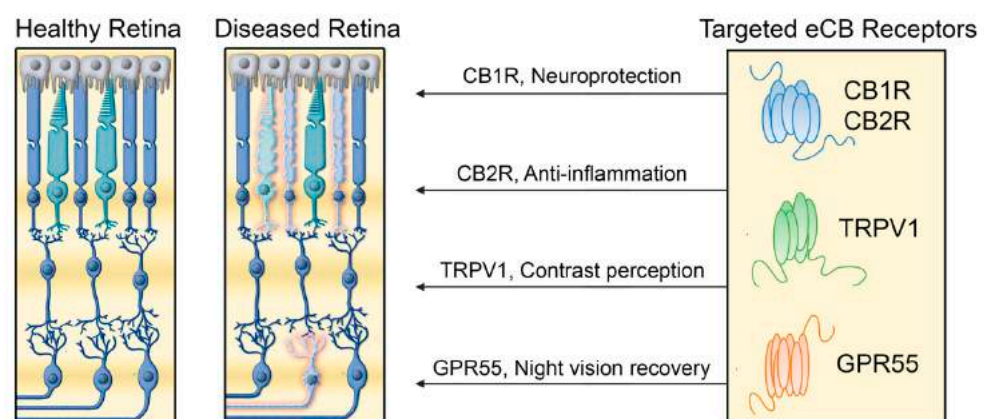 Healthy Retina
Diseased Retina
Targeted eCB Receptors
CB1R, Neuroprotection
CB2R, Anti-inflammation
TRPV1, Contrast perception
GPR55, Night vision recovery
CB1R
CB2R
TRPV1
GPR55